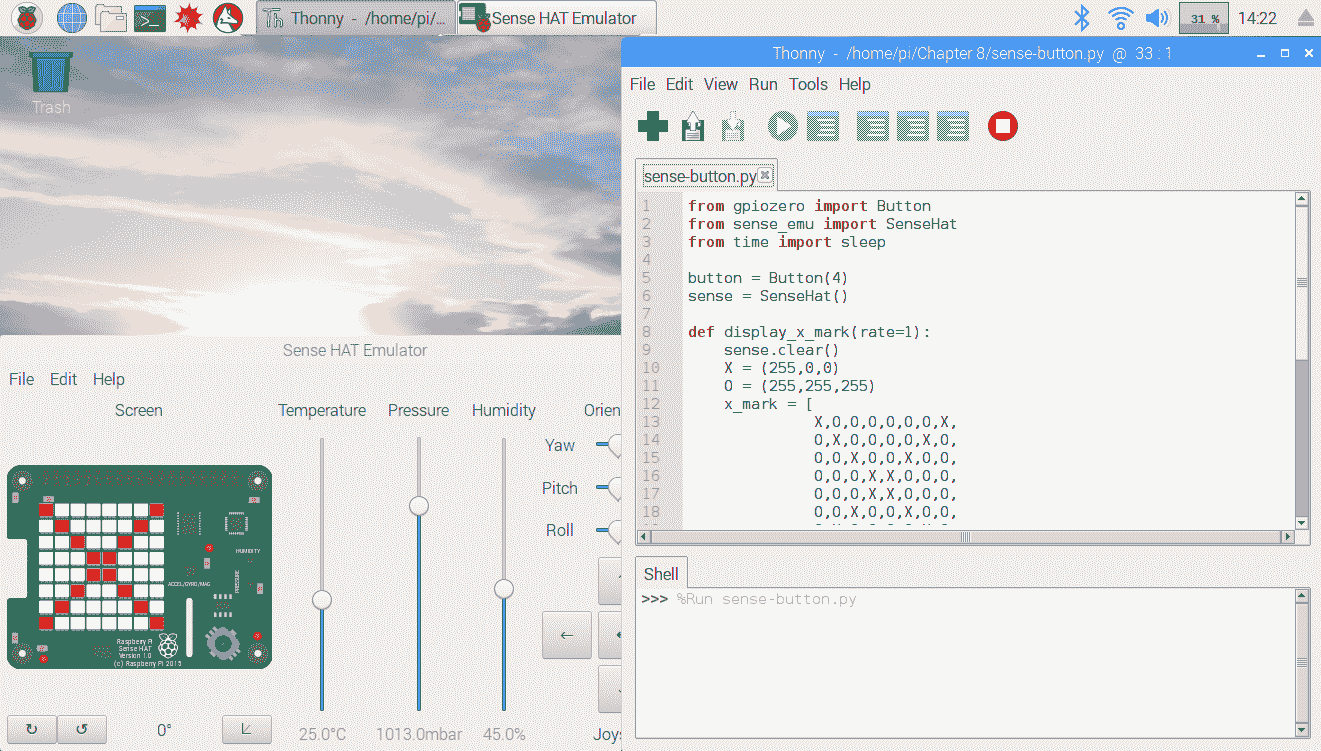 Thonny - /home/pi/...
Sense HAT Emulator
31 %
14:22
Trash
Thonny - /home/pi/Chapter 8/sense-button.py @ 33 : 1
File Edit View Run Tools Help
sense-button.py
1 from gpiozero import Button
2 from sense_emu import SenseHat
3 from time import sleep
4
5 button = Button(4)
6 sense = SenseHat()
7
8 def display_x_mark(rate=1):
9 sense.clear()
10 X = (255,0,0)
11 O = (255,255,255)
12 x_mark = [
13 X,O,O,O,O,O,O,X,
14 O,X,O,O,O,O,X,O,
15 O,O,X,O,O,X,O,O,
16 O,O,O,X,X,O,O,O,
17 O,O,O,X,X,O,O,O,
18 O,O,X,O,O,X,O,O,
Shell
>>> %Run sense-button.py
Sense HAT Emulator
File Edit Help
Screen
Temperature
Pressure
Humidity
Orien
Yaw
Pitch
Roll
HUMIDITY
PRESSURE
ACCEL/GYRO/MAG
Raspberry Pi
Sense HAT
Version 1.0
(c) Raspberry Pi 2015
0°
25.0°C
1013.0mbar
45.0%
Joys